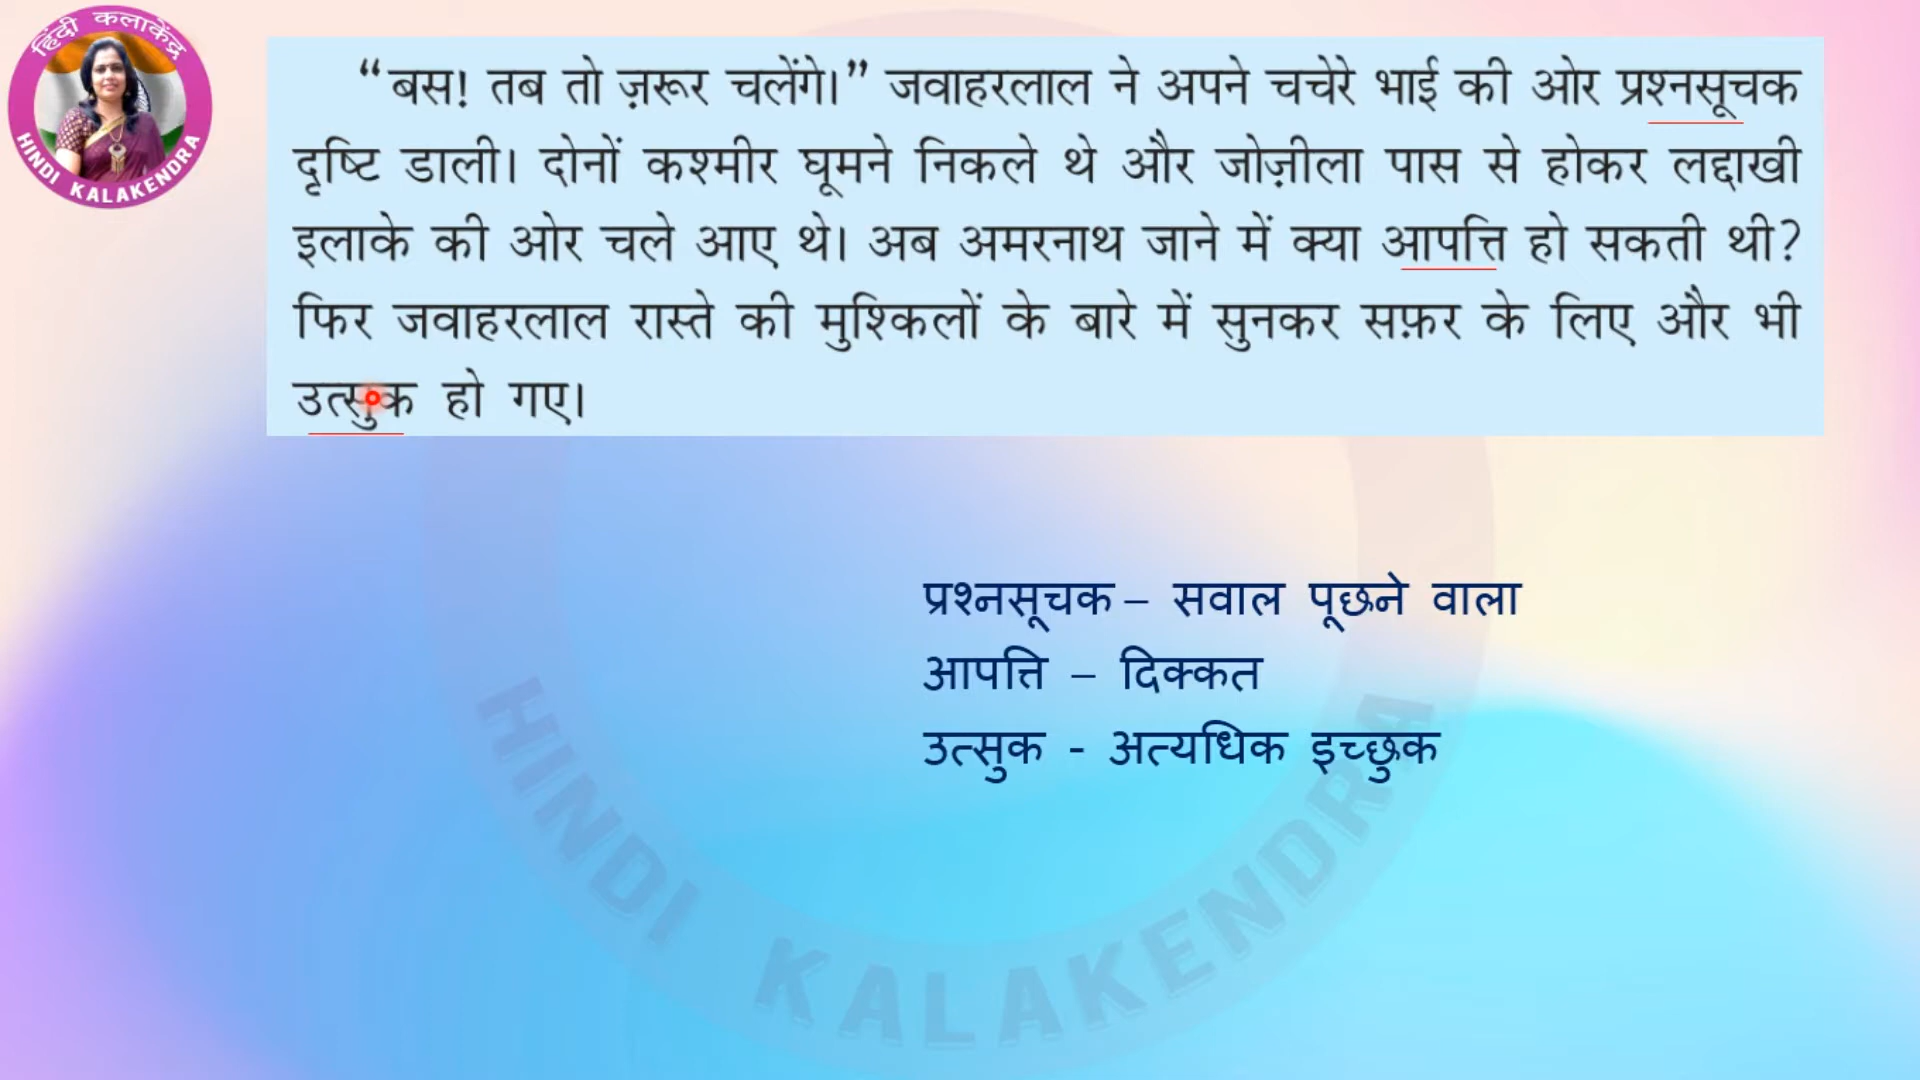 हिंदी कलाकेंद्र
HINDI KALAKENDRA
“बस! तब तो ज़रूर चलेंगे।” जवाहरलाल ने अपने चचेरे भाई की ओर प्रश्नसूचक
दृष्टि डाली। दोनों कश्मीर घूमने निकले थे और जोज़ीला पास से होकर लद्दाखी
इलाके की ओर चले आए थे। अब अमरनाथ जाने में क्या आपत्ति हो सकती थी?
फिर जवाहरलाल रास्ते की मुश्किलों के बारे में सुनकर सफ़र के लिए और भी
उत्सुक हो गए।
प्रश्नसूचक – सवाल पूछने वाला
आपत्ति – दिक्कत
उत्सुक - अत्यधिक इच्छुक
HINDI KALAKENDRA